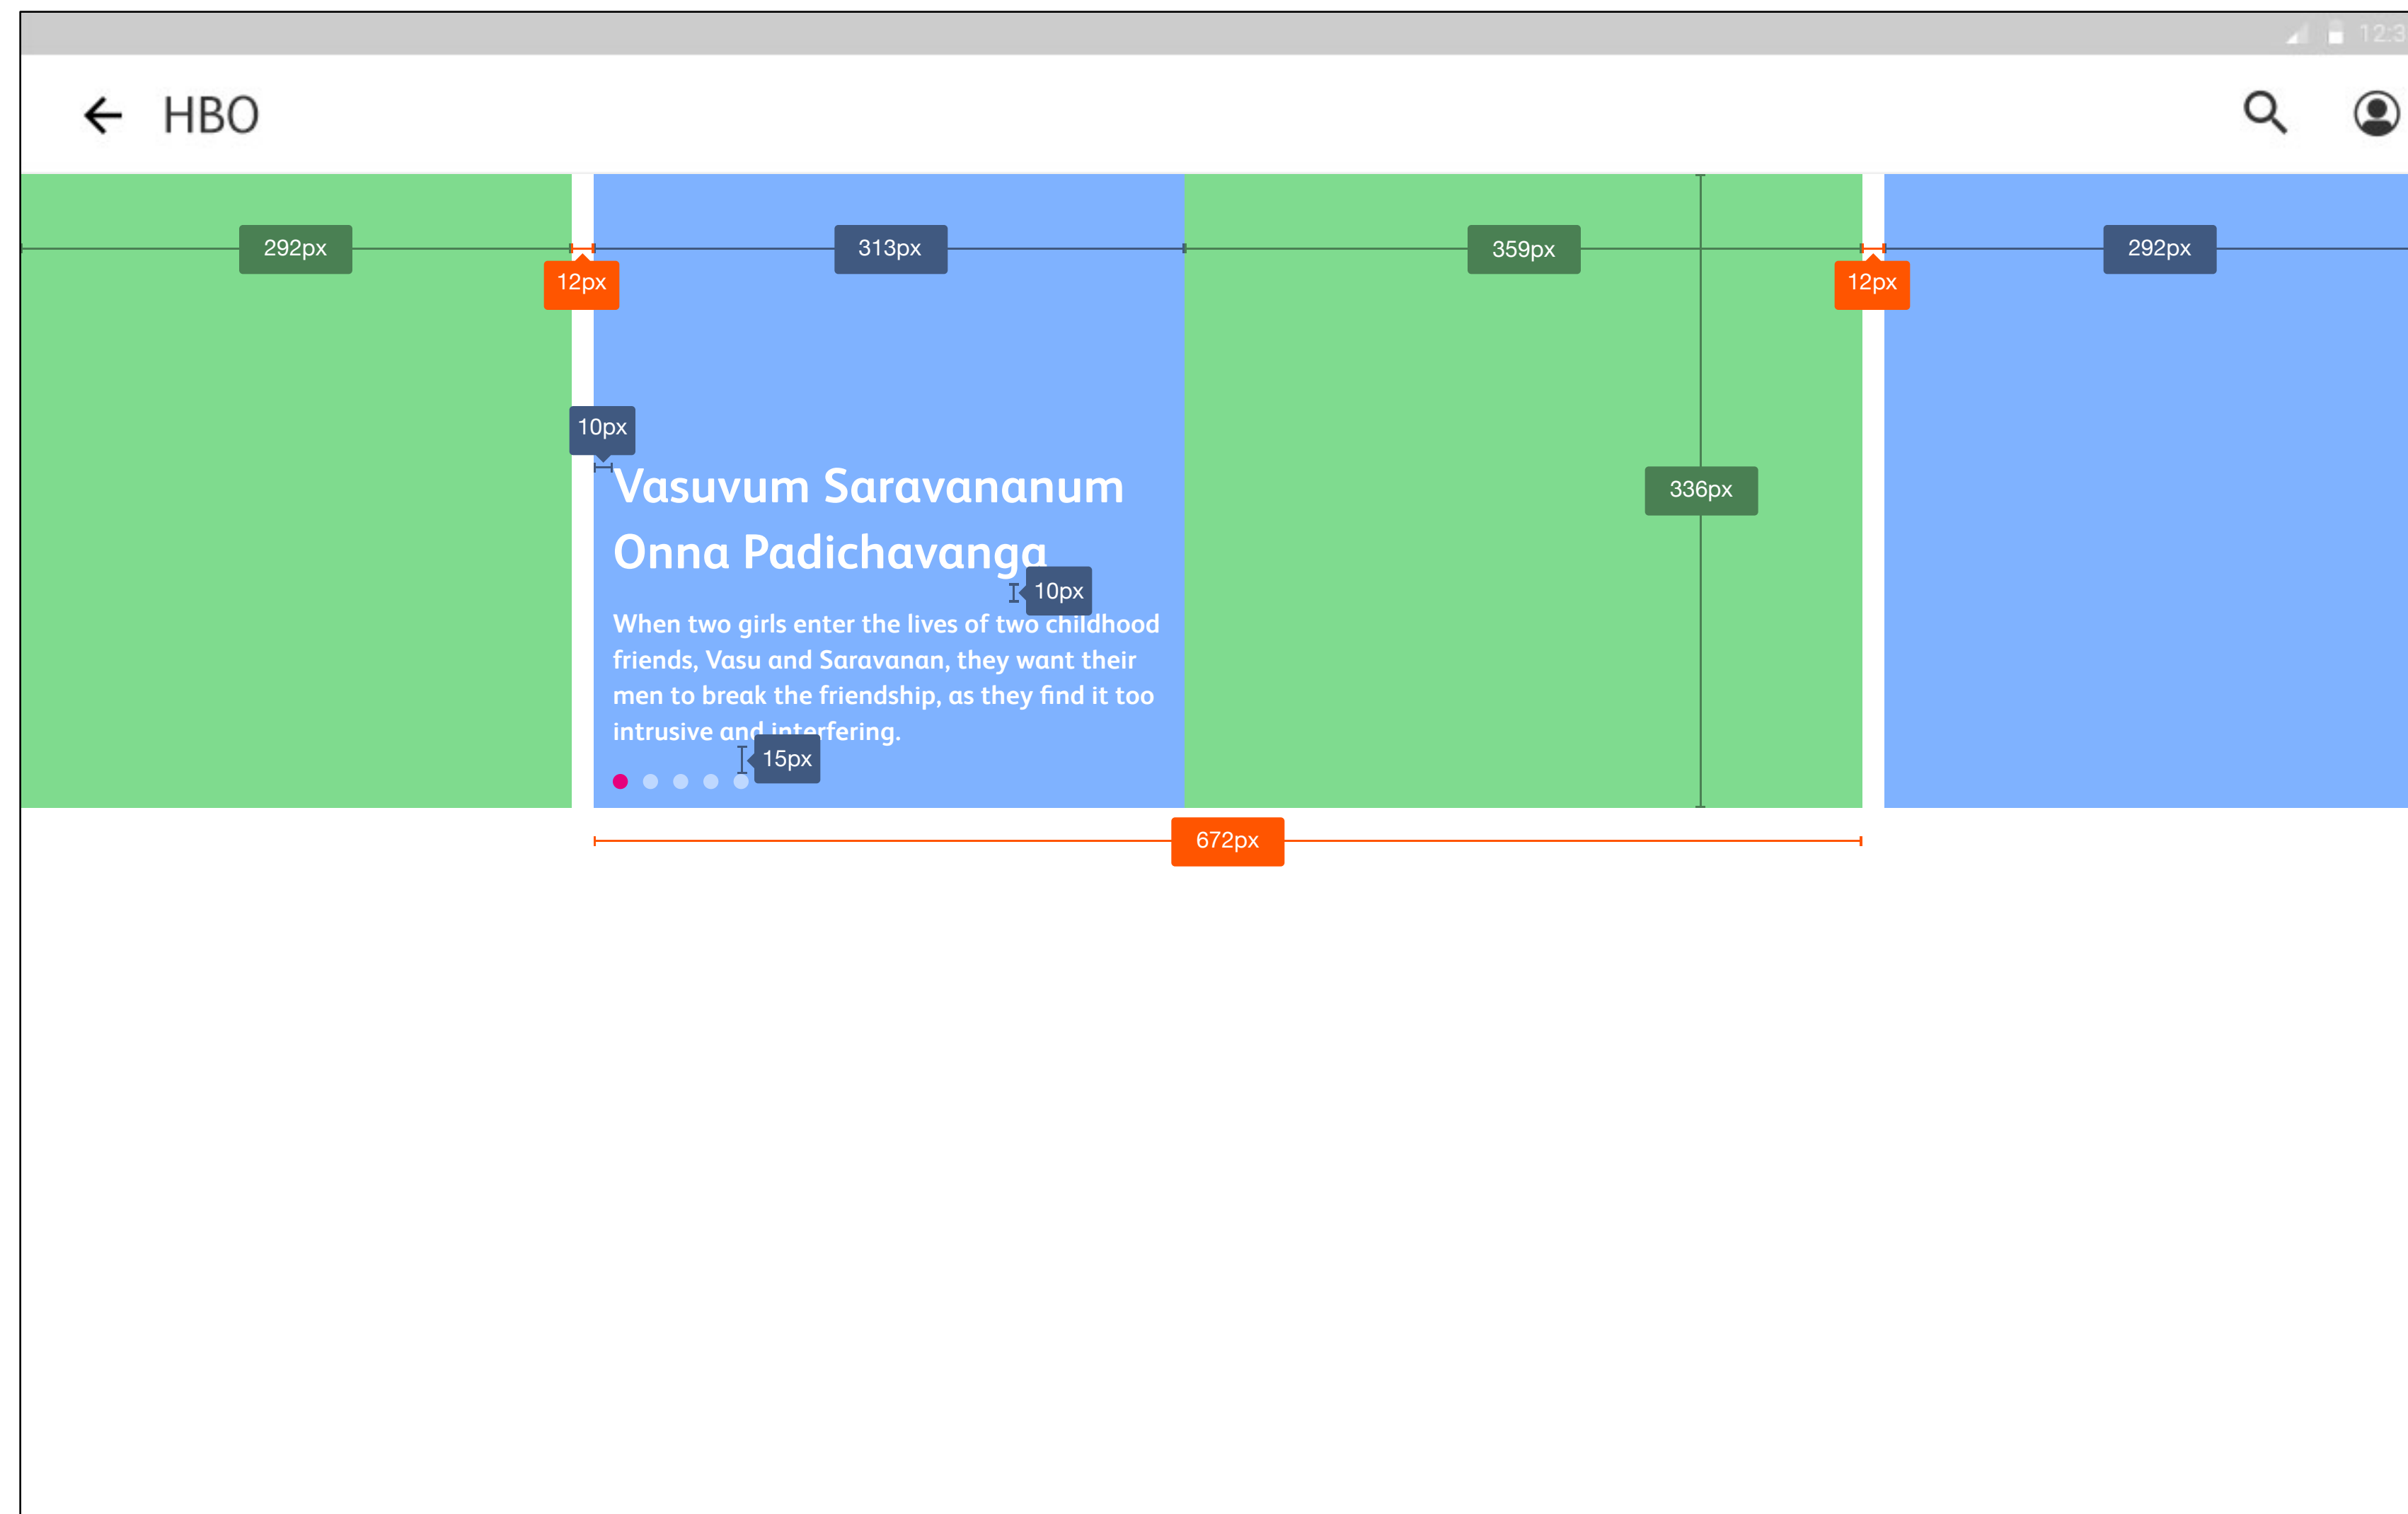 12:3
HBO
292px
313px
359px
292px
12px
12px
10px
Vasuvum Saravananum
336px
Onna Padichavanga
10px
When two girls enter the lives of two childhood
friends, Vasu and Saravanan, they want their
men to break the friendship, as they find it too
intrusive and interfering.
15px
672px